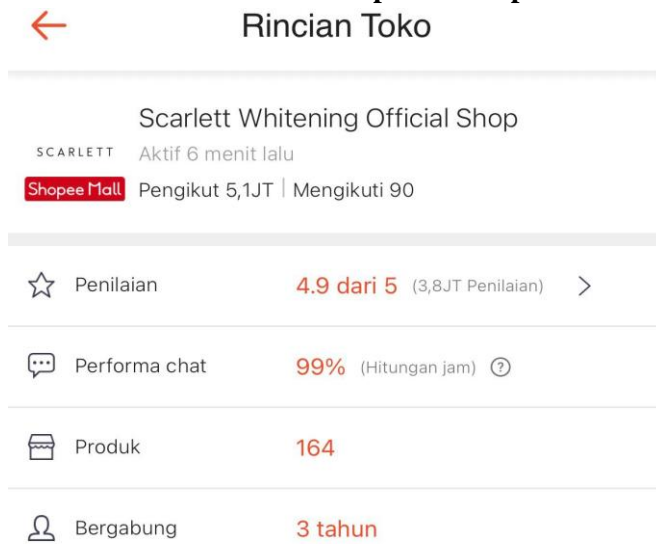 Rincian Toko
Scarlett Whitening Official Shop
SCARLETT
Aktif 6 menit lalu
Shopee Mall
Pengikut 5,1JT | Mengikuti 90
Penilaian 4.9 dari 5 (3,8JT Penilaian)
Performa chat 99% (Hitungan jam) ?
Produk 164
Bergabung 3 tahun